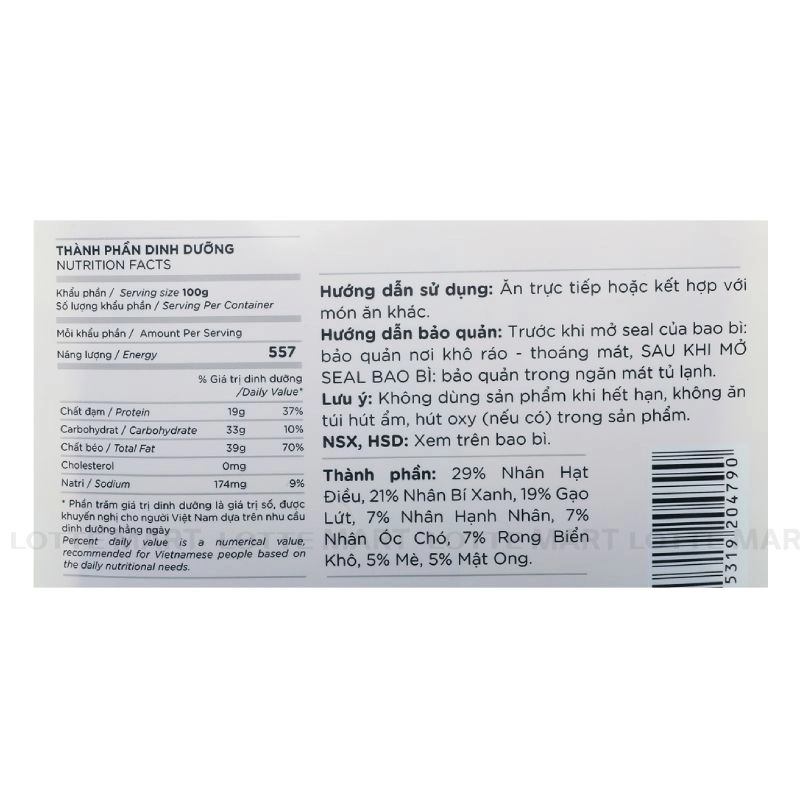 THÀNH PHẦN DINH DƯỠNG
NUTRITION FACTS
Khẩu phần / Serving size 100g
Số lượng khẩu phần / Serving Per Container
Mỗi khẩu phần / Amount Per Serving
Năng lượng / Energy 557
% Giá trị dinh dưỡng
/Daily Value*
Chất đạm / Protein 19g 37%
Carbohydrat / Carbohydrate 33g 10%
Chất béo / Total Fat 39g 70%
Cholesterol 0mg
Natri / Sodium 174mg 9%
* Phần trăm giá trị dinh dưỡng là giá trị số, được
khuyến nghị cho người Việt Nam dựa trên nhu cầu
dinh dưỡng hằng ngày
Percent daily value is a numerical value,
recommended for Vietnamese people based on
the daily nutritional needs.
Hướng dẫn sử dụng: Ăn trực tiếp hoặc kết hợp với
món ăn khác.
Hướng dẫn bảo quản: Trước khi mở seal của bao bì:
bảo quản nơi khô ráo - thoáng mát, SAU KHI MỞ
SEAL BAO BÌ: bảo quản trong ngăn mát tủ lạnh.
Lưu ý: Không dùng sản phẩm khi hết hạn, không ăn
túi hút ẩm, hút oxy (nếu có) trong sản phẩm.
NSX, HSD: Xem trên bao bì.
Thành phần: 29% Nhân Hạt
Điều, 21% Nhân Bí Xanh, 19% Gạo
Lứt, 7% Nhân Hạnh Nhân, 7%
Nhân Óc Chó, 7% Rong Biển
Khô, 5% Mè, 5% Mật Ong.
53119 204790
LOTTE MART LOTTE MART LOTTE MART